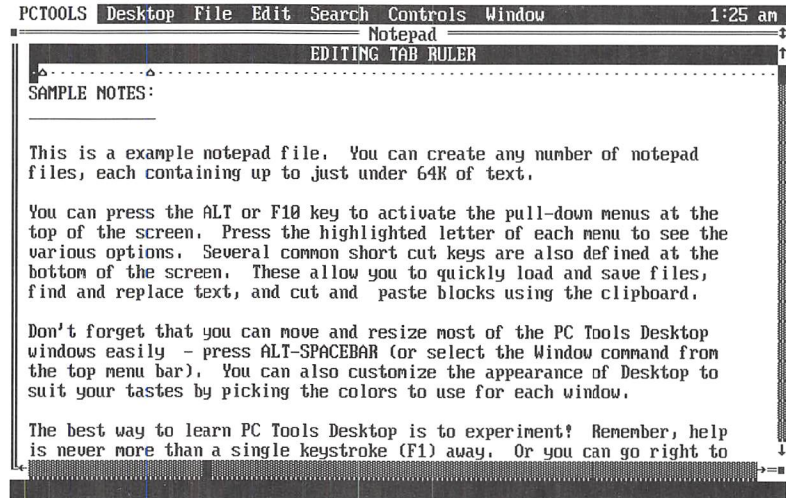 PCTOOLS Desktop File Edit Search Controls Window 1:25 am
Notepad
EDITING TAB RULER
SAMPLE NOTES:
This is a example notepad file. You can create any number of notepad
files, each containing up to just under 64K of text.
You can press the ALT or F10 key to activate the pull-down menus at the
top of the screen. Press the highlighted letter of each menu to see the
various options. Several common short cut keys are also defined at the
bottom of the screen. These allow you to quickly load and save files,
find and replace text, and cut and paste blocks using the clipboard.
Don't forget that you can move and resize most of the PC Tools Desktop
windows easily - press ALT-SPACEBAR (or select the Window command from
the top menu bar). You can also customize the appearance of Desktop to
suit your tastes by picking the colors to use for each window.
The best way to learn PC Tools Desktop is to experiment! Remember, help
is never more than a single keystroke (F1) away. Or you can go right to